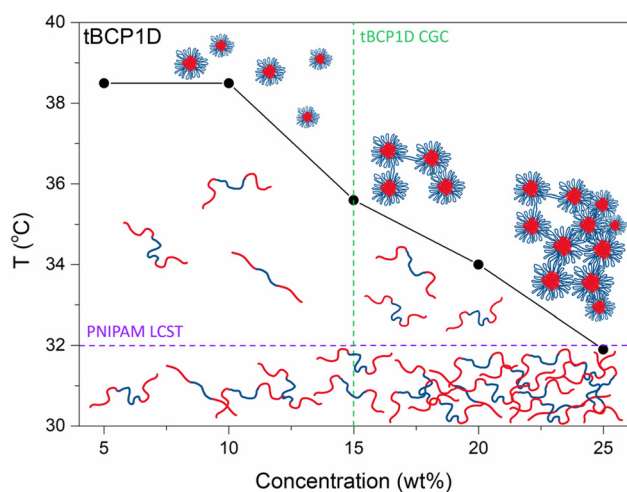 tBCP1D
tBCP1D CGC
PNIPAM LCST
T (°C)
40
38
36
34
32
30
5
10
15
20
25
Concentration (wt%)